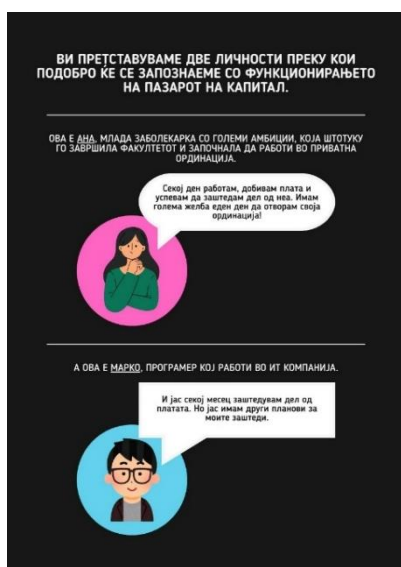 ВИ ПРЕТСТАВУВАМЕ ДВЕ ЛИЧНОСТИ ПРЕКУ КОИ
ПОДОБРО ЌЕ СЕ ЗАПОЗНАЕМЕ СО ФУНКЦИОНИРАЊЕТО
НА ПАЗАРОТ НА КАПИТАЛ.
ОВА Е АНА, МЛАДА ЗАБОЛЕКАРКА СО ГОЛЕМИ АМБИЦИИ, КОЈА ШТОТУКУ
ГО ЗАВРШИЛА ФАКУЛТЕТОТ И ЗАПОЧНАЛА ДА РАБОТИ ВО ПРИВАТНА
ОРДИНАЦИЈА.
Секој ден работам, добивам плата и
успевам да заштедам дел од неа. Имам
голема желба еден ден да отворам своја
ординација!
А ОВА Е МАРКО, ПРОГРАМЕР КОЈ РАБОТИ ВО ИТ КОМПАНИЈА.
И јас секој месец заштедувам дел од
платата. Но јас имам други планови за
моите заштеди.